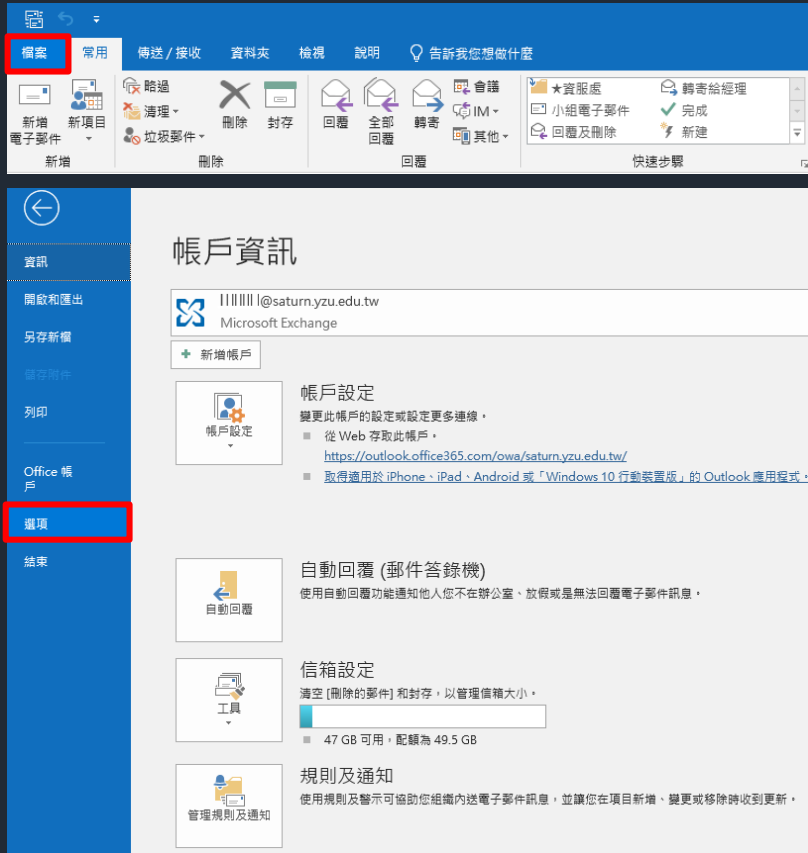 檔案 常用 傳送 / 接收 資料夾 檢視 說明 告訴我您想做什麼
新增
電子郵件
新項目
新增
略過
清理
垃圾郵件
刪除
封存
刪除
回覆
全部
回覆
轉寄
會議
IM
其他
回覆
★資服處
小組電子郵件
回覆及刪除
轉寄給經理
完成
新建
快速步驟
資訊
開啟和匯出
另存新檔
儲存附件
列印
Office 帳
戶
選項
結束
帳戶資訊
@saturn.yzu.edu.tw
Microsoft Exchange
新增帳戶
帳戶設定
帳戶設定
變更此帳戶的設定或設定更多連線。
從 Web 存取此帳戶。
https://outlook.office365.com/owa/saturn.yzu.edu.tw/
取得適用於 iPhone、iPad、Android 或「Windows 10 行動裝置版」的 Outlook 應用程式。
自動回覆
自動回覆 (郵件答錄機)
使用自動回覆功能通知他人您不在辦公室、放假或是無法回覆電子郵件訊息。
工具
信箱設定
清空 [刪除的郵件] 和封存，以管理信箱大小。
47 GB 可用，配額為 49.5 GB
管理規則及通知
規則及通知
使用規則及警示可協助您組織內送電子郵件訊息，並讓您在項目新增、變更或移除時收到更新。